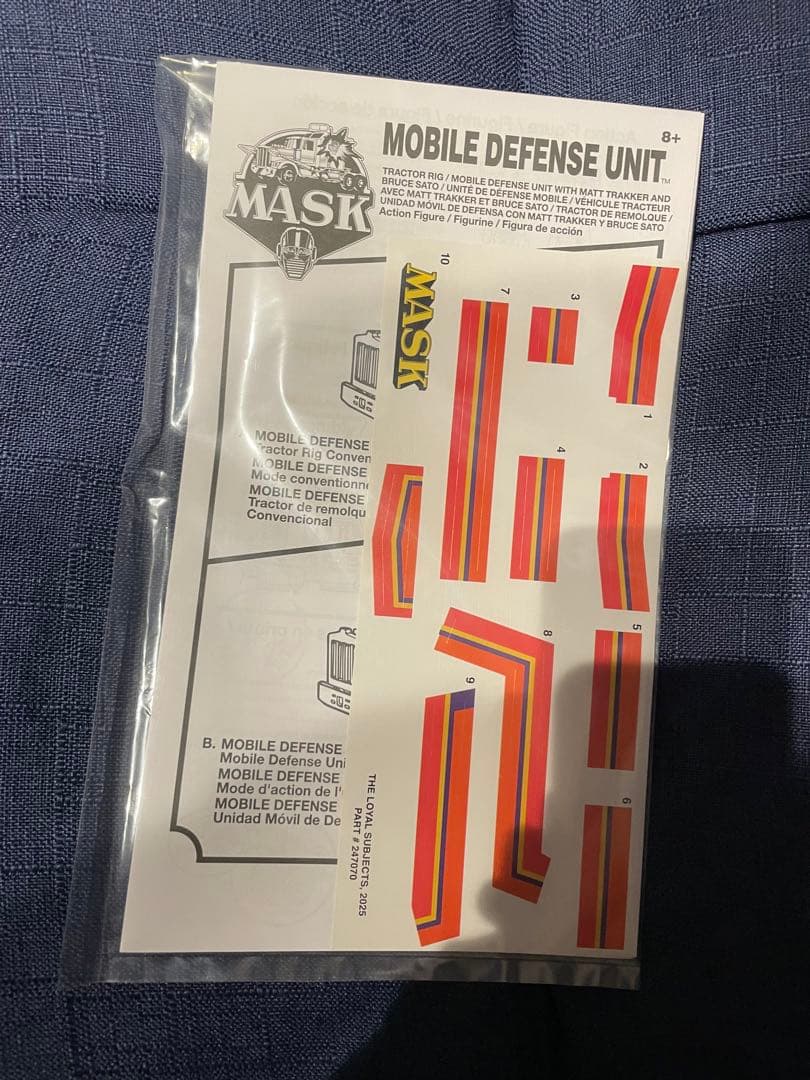 MASK
MOBILE DEFENSE UNIT™
8+
TRACTOR RIG / MOBILE DEFENSE UNIT WITH MATT TRAKKER AND
BRUCE SATO / UNITÉ DE DÉFENSE MOBILE / VÉHICULE TRACTEUR
AVEC MATT TRAKKER ET BRUCE SATO / TRACTOR DE REMOLQUE /
UNIDAD MÓVIL DE DEFENSA CON MATT TRAKKER Y BRUCE SATO
Action Figure / Figurine / Figura de acción
10
MASK
7
3
1
4
2
8
5
9
6
MOBILE DEFENSE
Tractor Rig Conven
MOBILE DEFENSE
Mode conventionne
MOBILE DEFENSE
Tractor de remolqu
Convencional
B. MOBILE DEFENSE
Mobile Defense Uni
MOBILE DEFENSE
Mode d'action de l'
MOBILE DEFENSE
Unidad Móvil de De
THE LOYAL SUBJECTS, 2025
PART # 247070